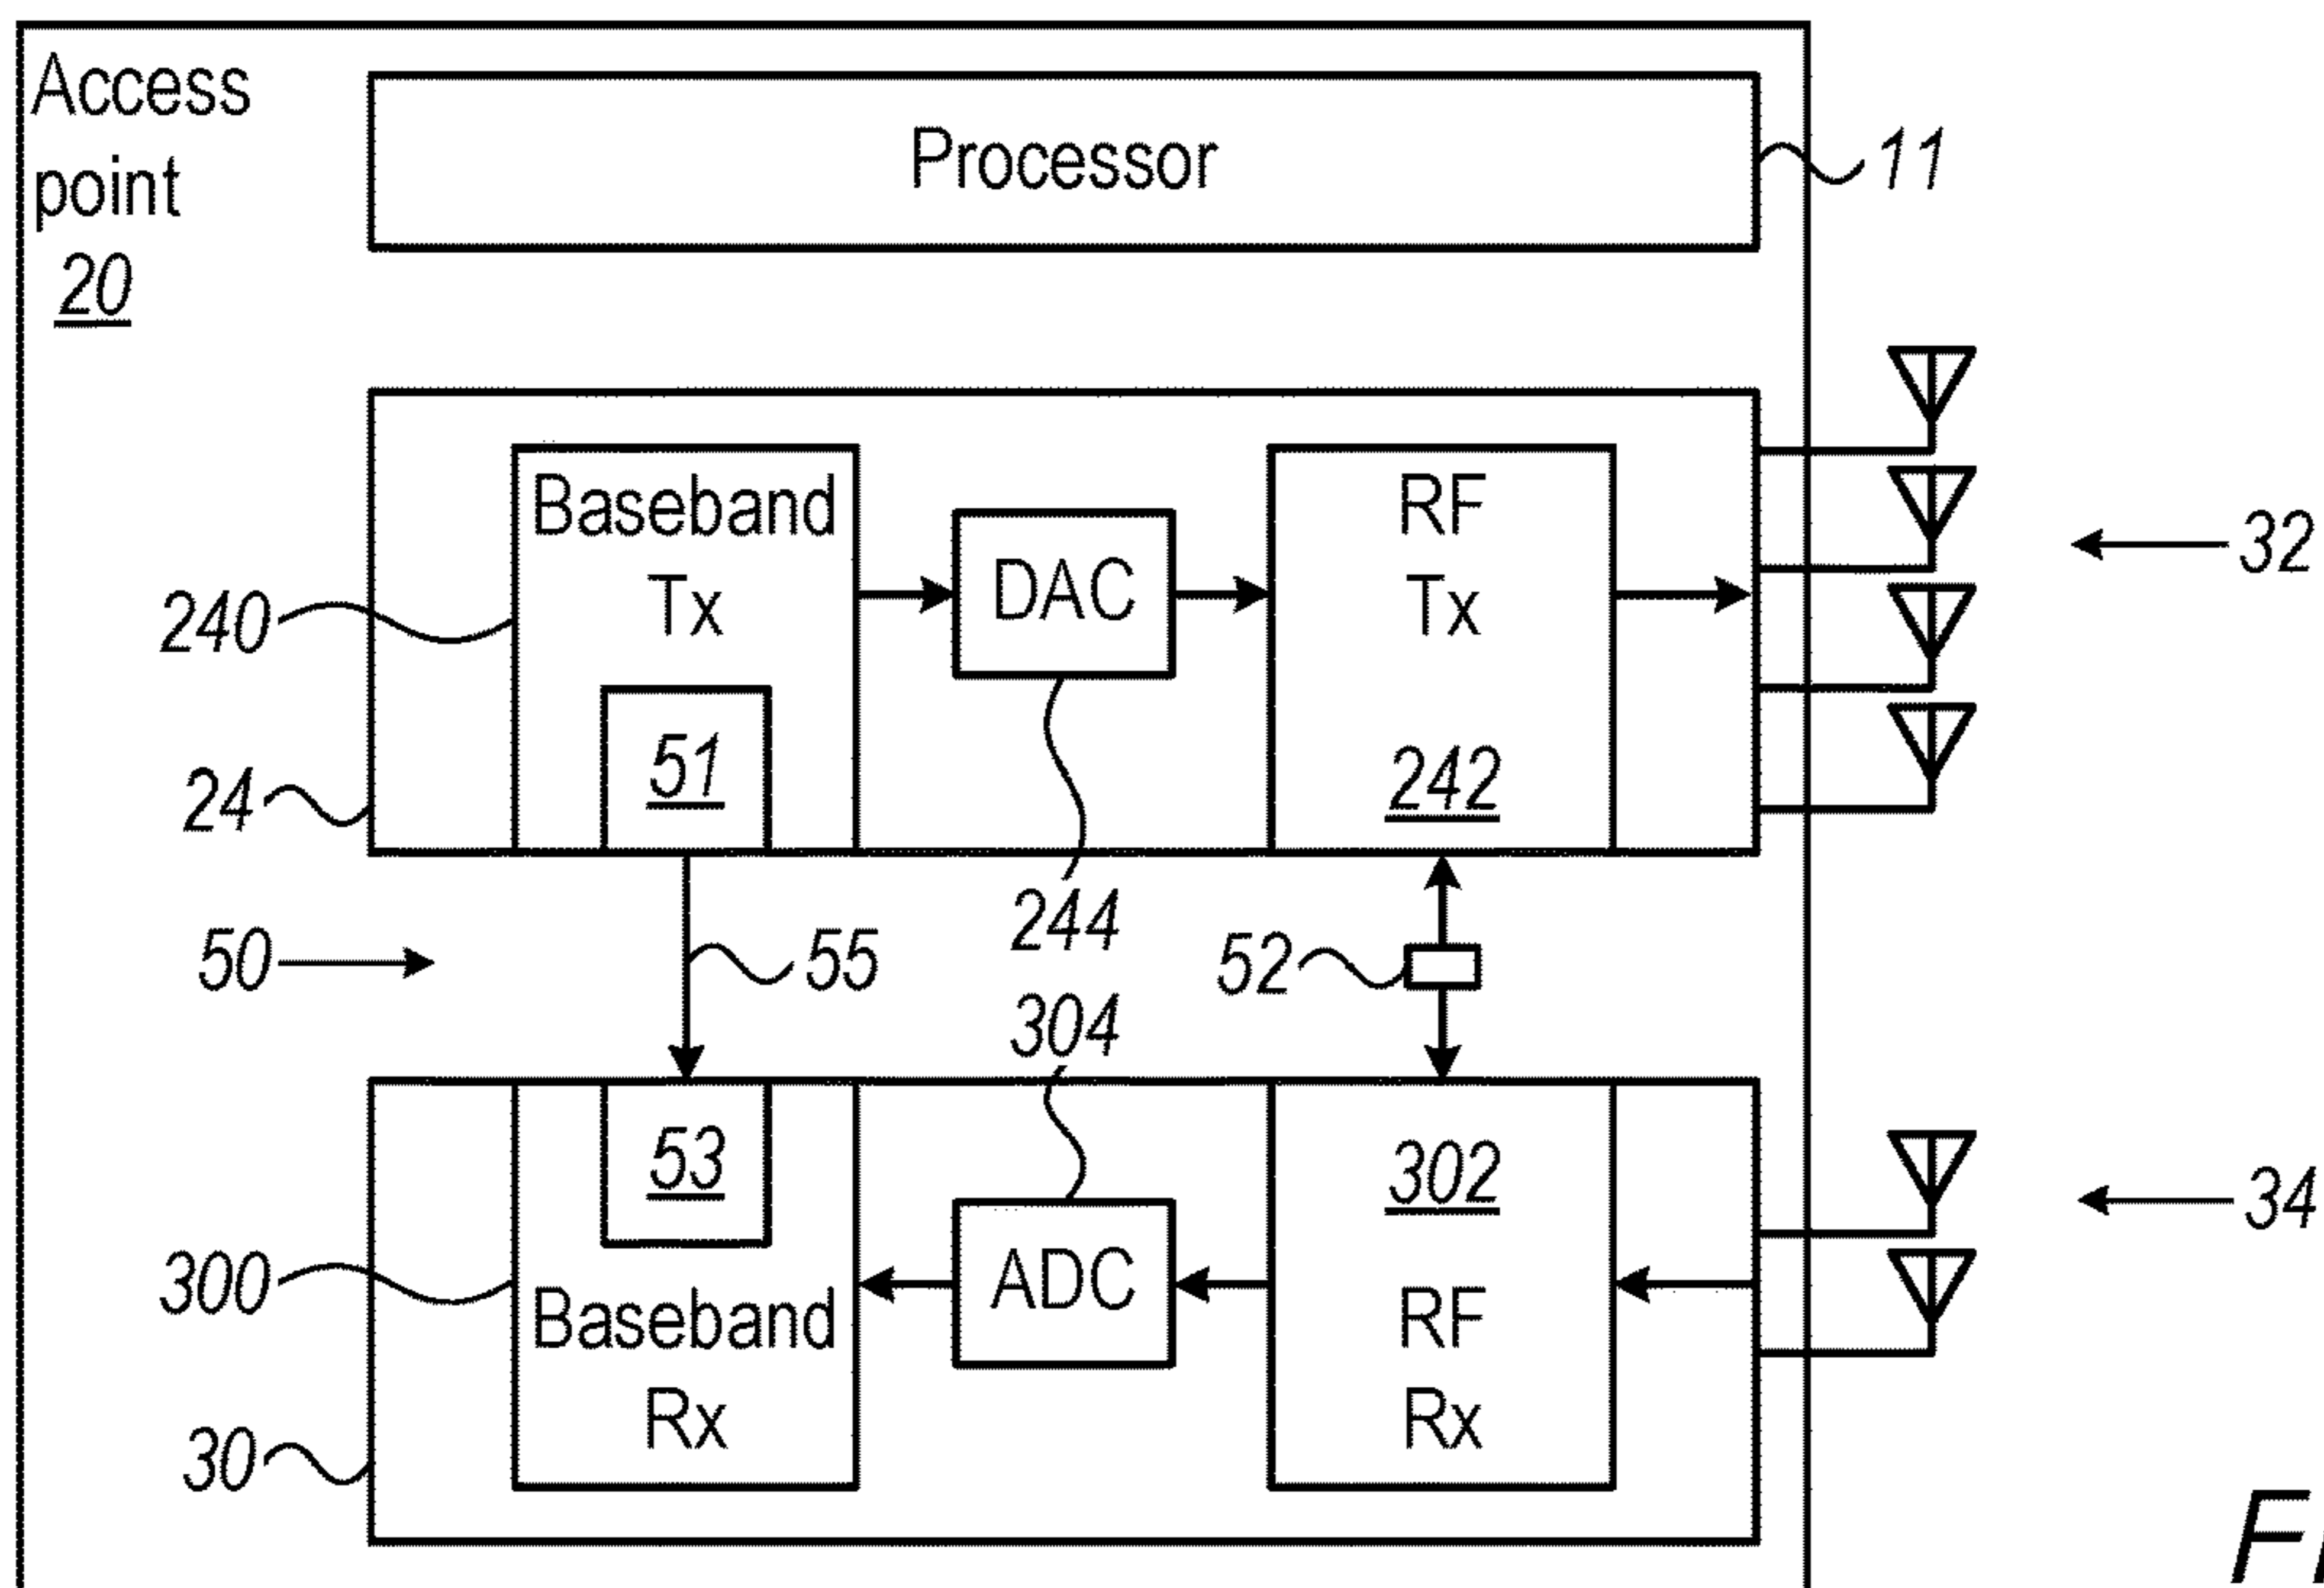 Access
point
20
Processor
11
Baseband
Tx
DAC
RF
Tx
32
240
51
242
24
244
50
55
52
304
53
302
34
300
Baseband
Rx
ADC
RF
Rx
30